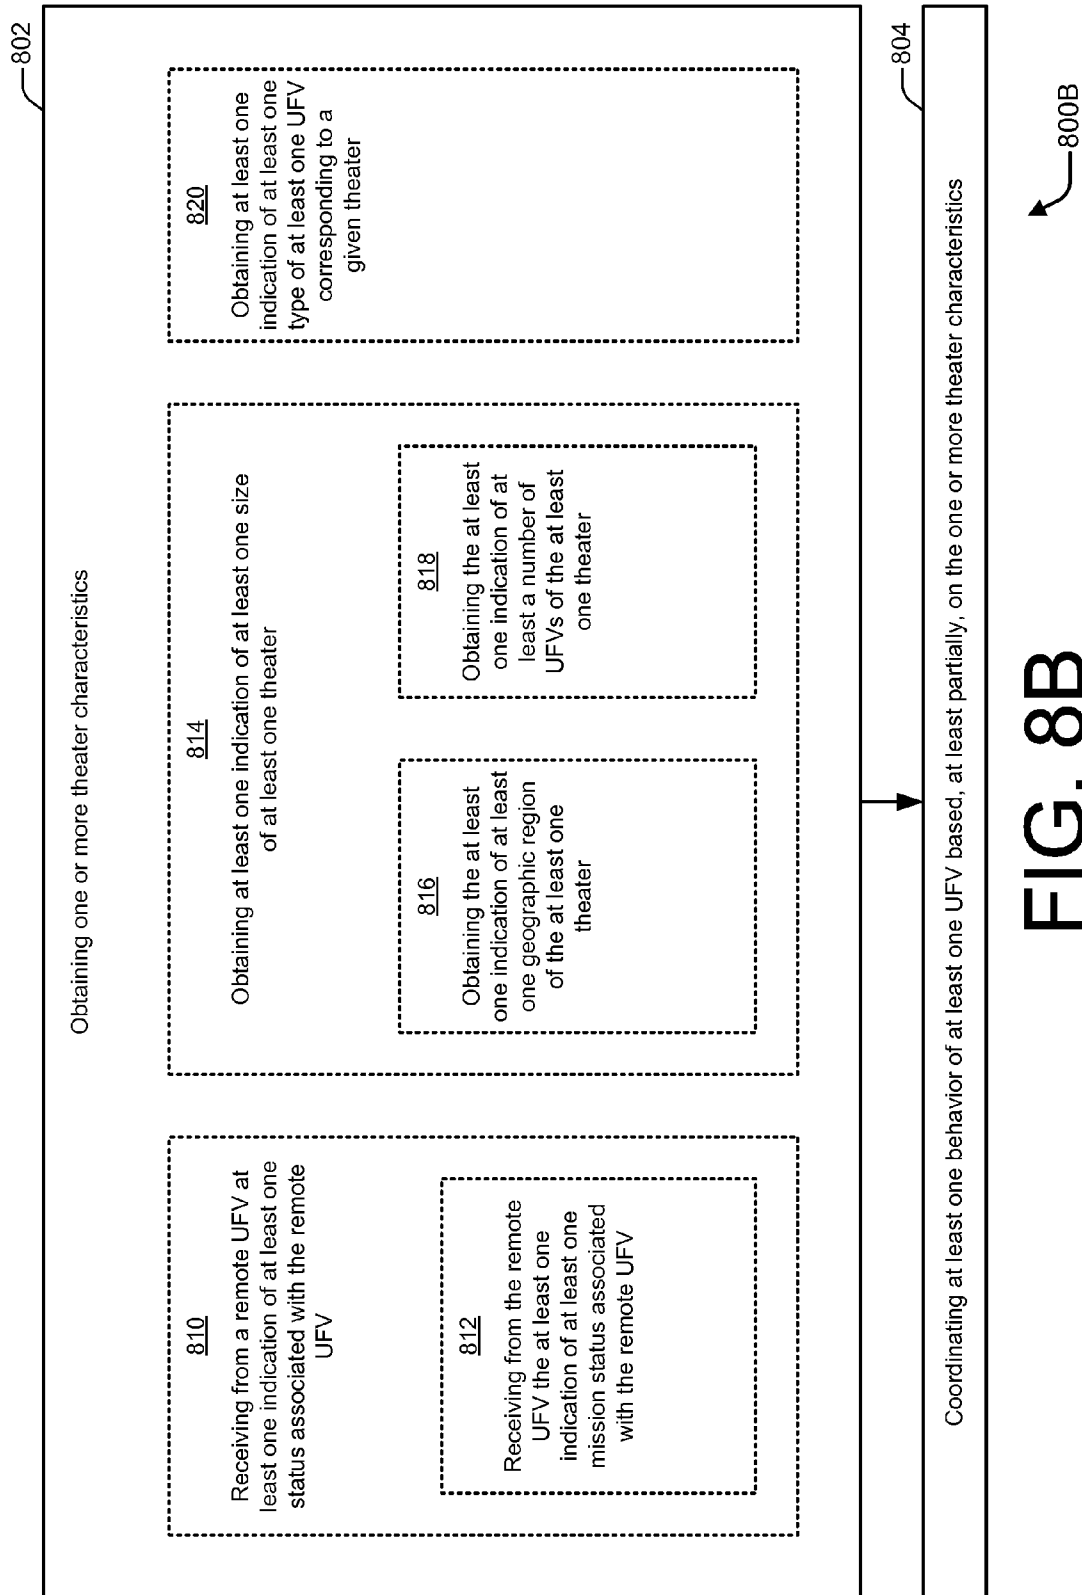 802
Obtaining one or more theater characteristics
810
Receiving from a remote UFV at
least one indication of at least one
status associated with the remote
UFV
812
Receiving from the remote
UFV the at least one
indication of at least one
mission status associated
with the remote UFV
814
Obtaining at least one indication of at least one size
of at least one theater
816
Obtaining the at least
one indication of at least
one geographic region
of the at least one
theater
818
Obtaining the at least
one indication of at
least a number of
UFVs of the at least
one theater
820
Obtaining at least one
indication of at least one
type of at least one UFV
corresponding to a
given theater
804
Coordinating at least one behavior of at least one UFV based, at least partially, on the one or more theater characteristics
800B
FIG. 8B